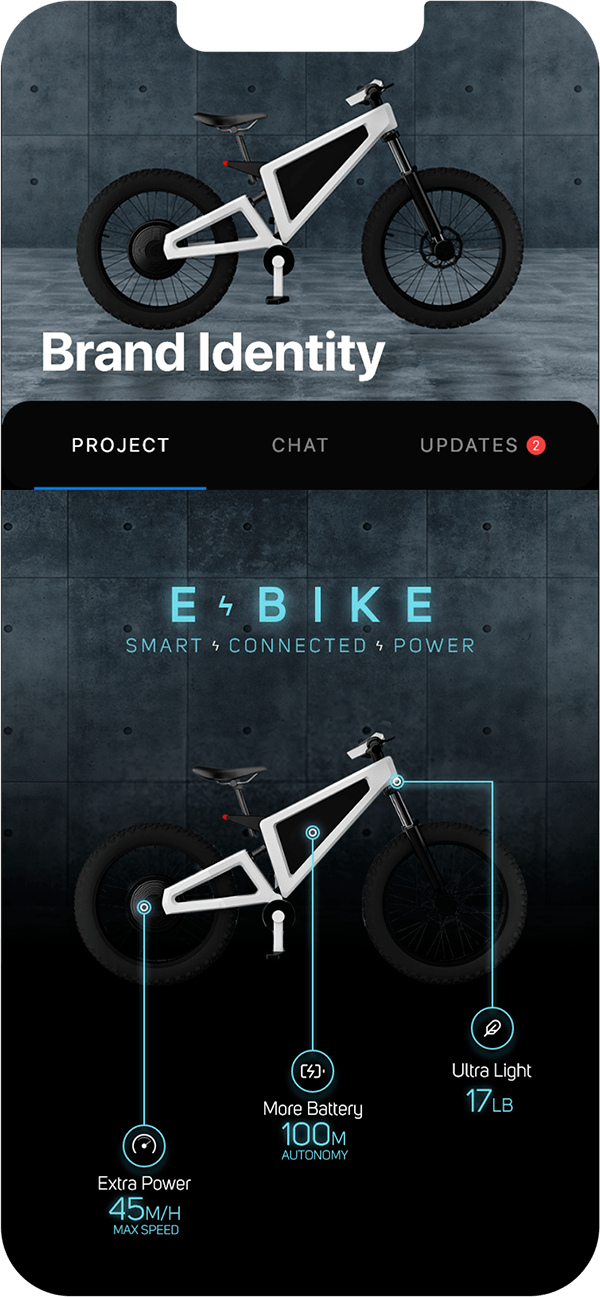 Brand Identity
PROJECT CHAT UPDATES 2
E BIKE
SMART CONNECTED POWER
Ultra Light
17LB
More Battery
100M
AUTONOMY
Extra Power
45M/H
MAX SPEED